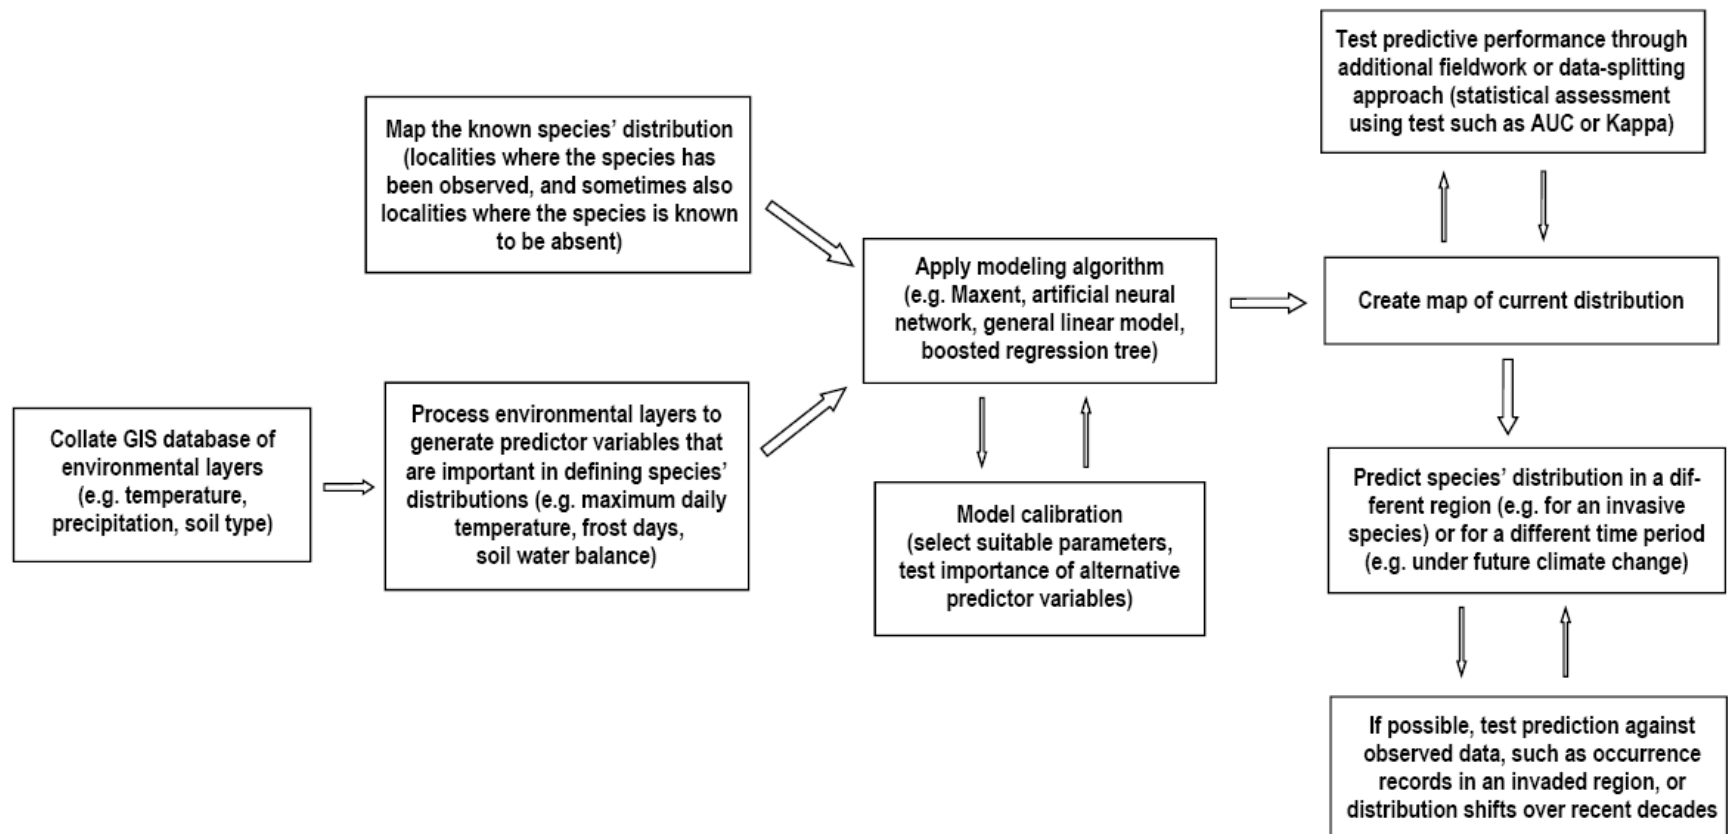 Collate GIS database of
environmental layers
(e.g. temperature,
precipitation, soil type)
Map the known species’ distribution
(localities where the species has
been observed, and sometimes also
localities where the species is known
to be absent)
Process environmental layers to
generate predictor variables that
are important in defining species’
distributions (e.g. maximum daily
temperature, frost days,
soil water balance)
Apply modeling algorithm
(e.g. Maxent, artificial neural
network, general linear model,
boosted regression tree)
Model calibration
(select suitable parameters,
test importance of alternative
predictor variables)
Test predictive performance through
additional fieldwork or data-splitting
approach (statistical assessment
using test such as AUC or Kappa)
Create map of current distribution
Predict species’ distribution in a dif-
ferent region (e.g. for an invasive
species) or for a different time period
(e.g. under future climate change)
If possible, test prediction against
observed data, such as occurrence
records in an invaded region, or
distribution shifts over recent decades